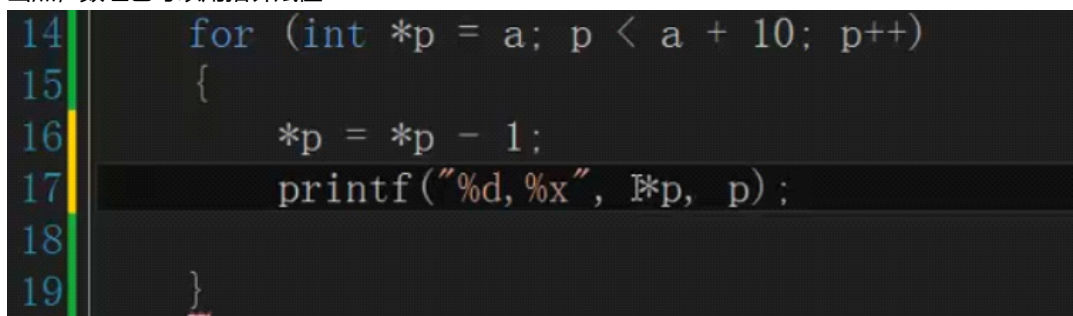 14 for (int *p = a; p < a + 10; p++)
15 {
16 *p = *p - 1;
17 printf("%d,%x", *p, p);
18
19 }